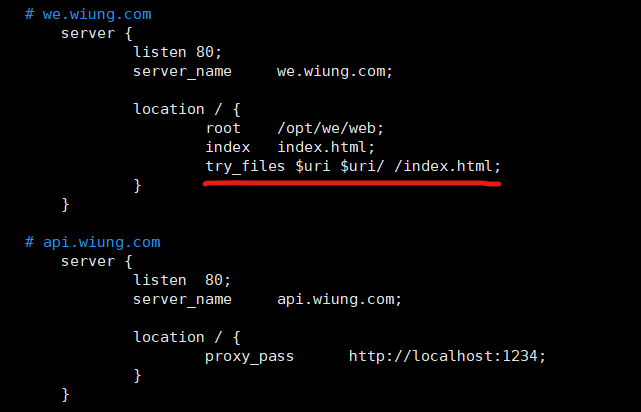 # we.wiung.com
server {
listen 80;
server_name we.wiung.com;
location / {
root /opt/we/web;
index index.html;
try_files $uri $uri/ /index.html;
}
}
# api.wiung.com
server {
listen 80;
server_name api.wiung.com;
location / {
proxy_pass http://localhost:1234;
}
}